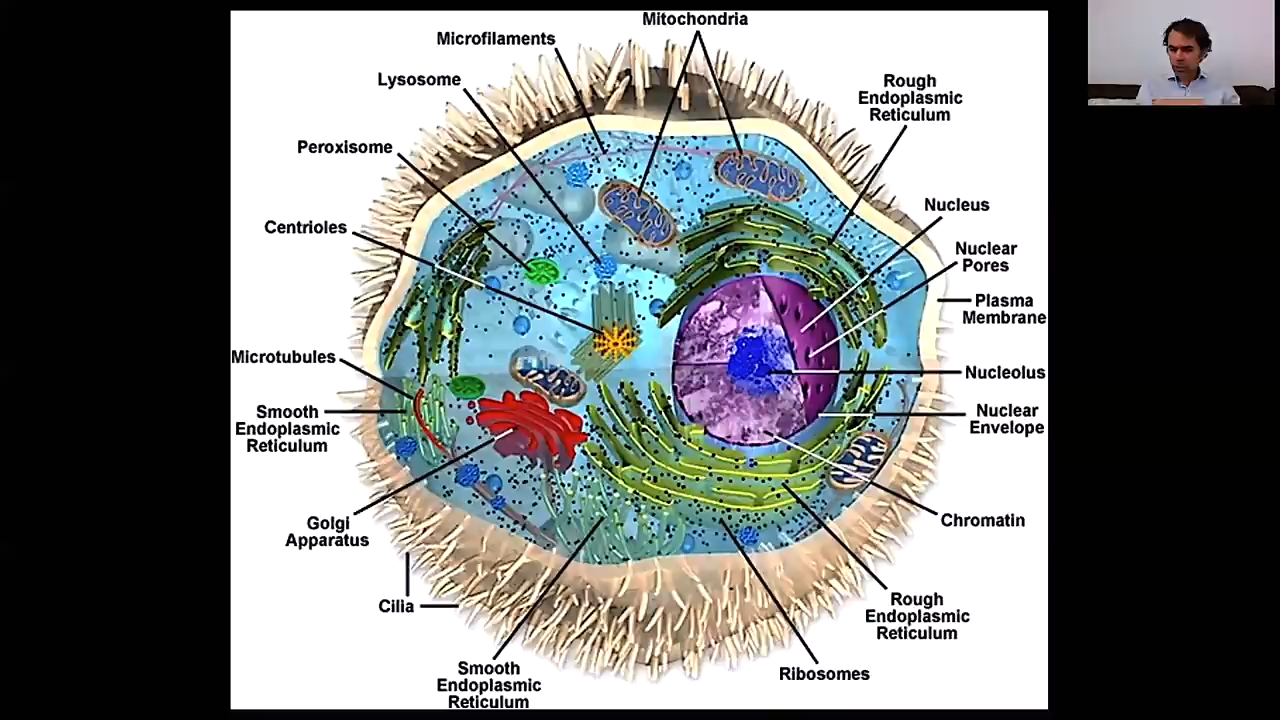 Mitochondria
Microfilaments
Lysosome
Rough
Endoplasmic
Reticulum
Peroxisome
Nucleus
Centrioles
Nuclear
Pores
Plasma
Membrane
Microtubules
Nucleolus
Smooth
Endoplasmic
Reticulum
Nuclear
Envelope
Golgi
Apparatus
Chromatin
Cilia
Rough
Endoplasmic
Reticulum
Smooth
Endoplasmic
Reticulum
Ribosomes